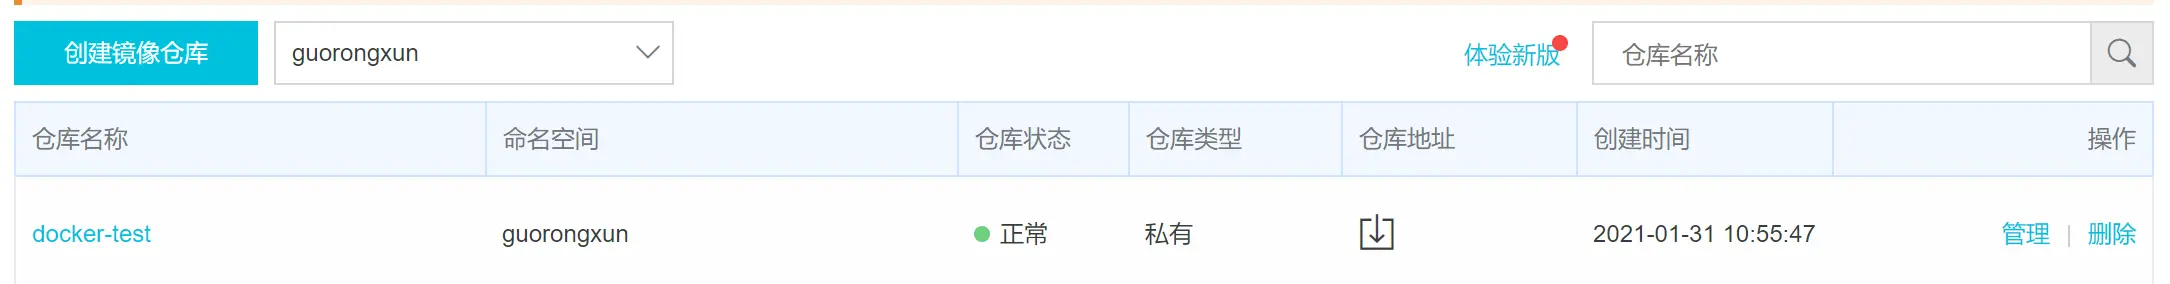 创建镜像仓库 guorongxun 体验新版 仓库名称
仓库名称 命名空间 仓库状态 仓库类型 仓库地址 创建时间 操作
docker-test guorongxun 正常 私有 2021-01-31 10:55:47 管理 | 删除